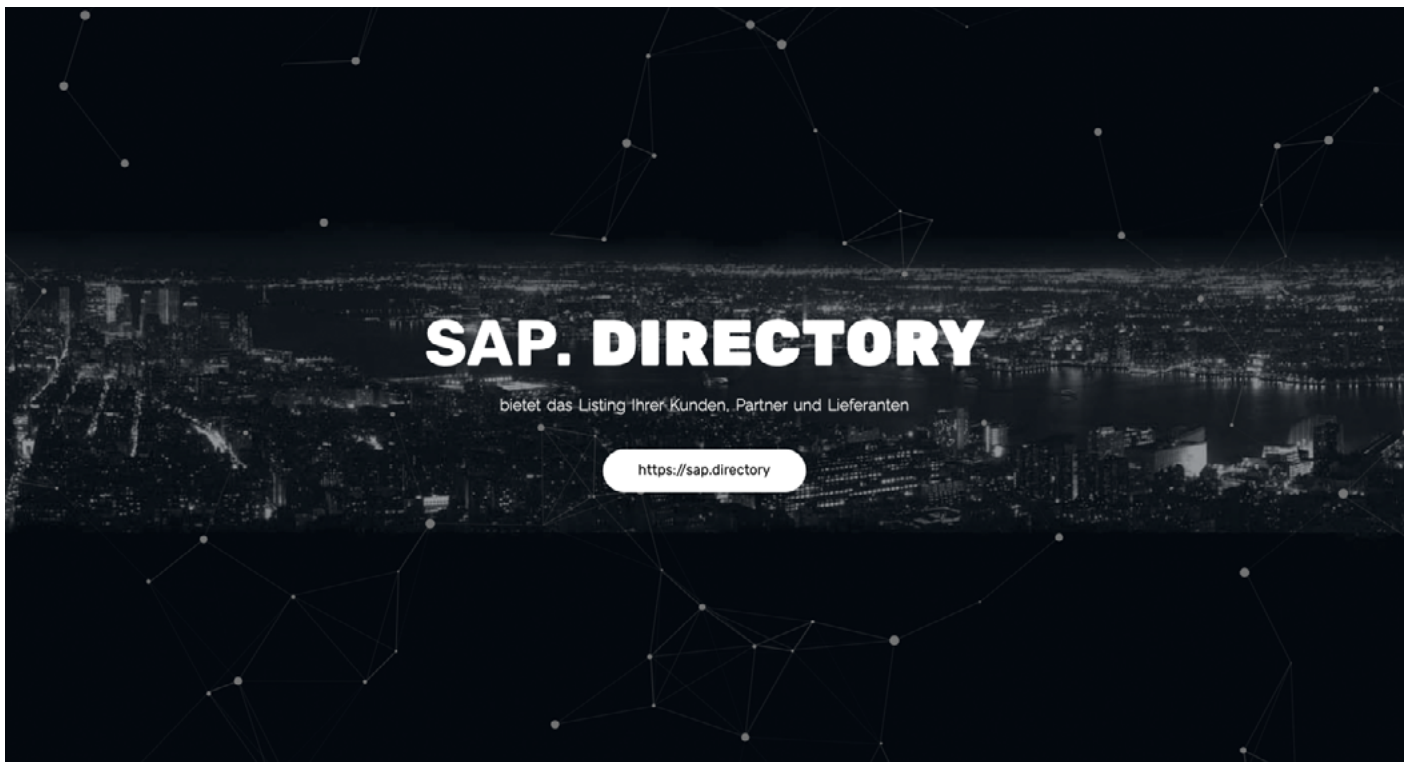 SAP. DIRECTORY
bietet das Listing Ihrer Kunden, Partner und Lieferanten
https://sap.directory